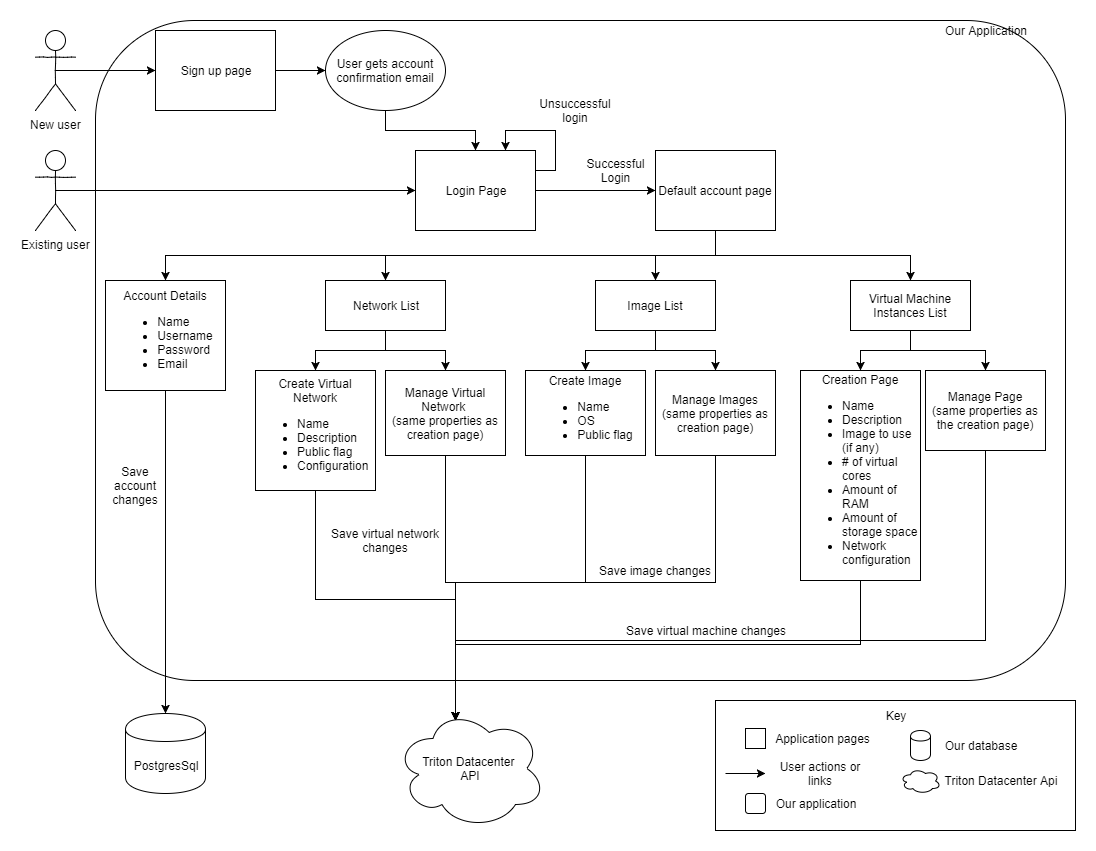 Our Application
Sign up page
User gets account
confirmation email
New user
Unsuccessful
login
Existing user
Login Page
Successful
Login
Default account page
Account Details
• Name
• Username
• Password
• Email
Network List
Image List
Virtual Machine
Instances List
Create Virtual
Network
• Name
• Description
• Public flag
• Configuration
Manage Virtual
Network
(same properties as
creation page)
Create Image
• Name
• OS
• Public flag
Manage Images
(same properties as
creation page)
Creation Page
• Name
• Description
• Image to use
(if any)
• # of virtual
cores
• Amount of
RAM
• Amount of
storage space
• Network
configuration
Manage Page
(same properties as
the creation page)
Save
account
changes
Save virtual network
changes
Save image changes
Save virtual machine changes
PostgresSql
Triton Datacenter
API
Key
Application pages
User actions or
links
Our application
Our database
Triton Datacenter Api